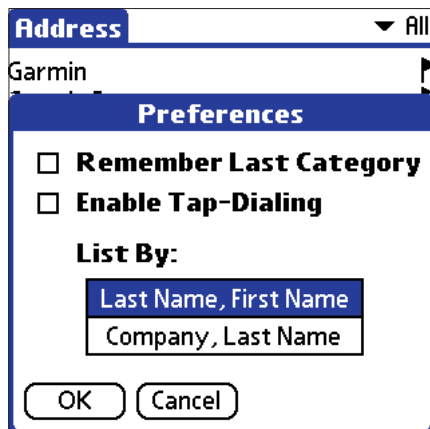 Address
All
Garmin
Preferences
Remember Last Category
Enable Tap-Dialing
List By:
Last Name, First Name
Company, Last Name
OK
Cancel